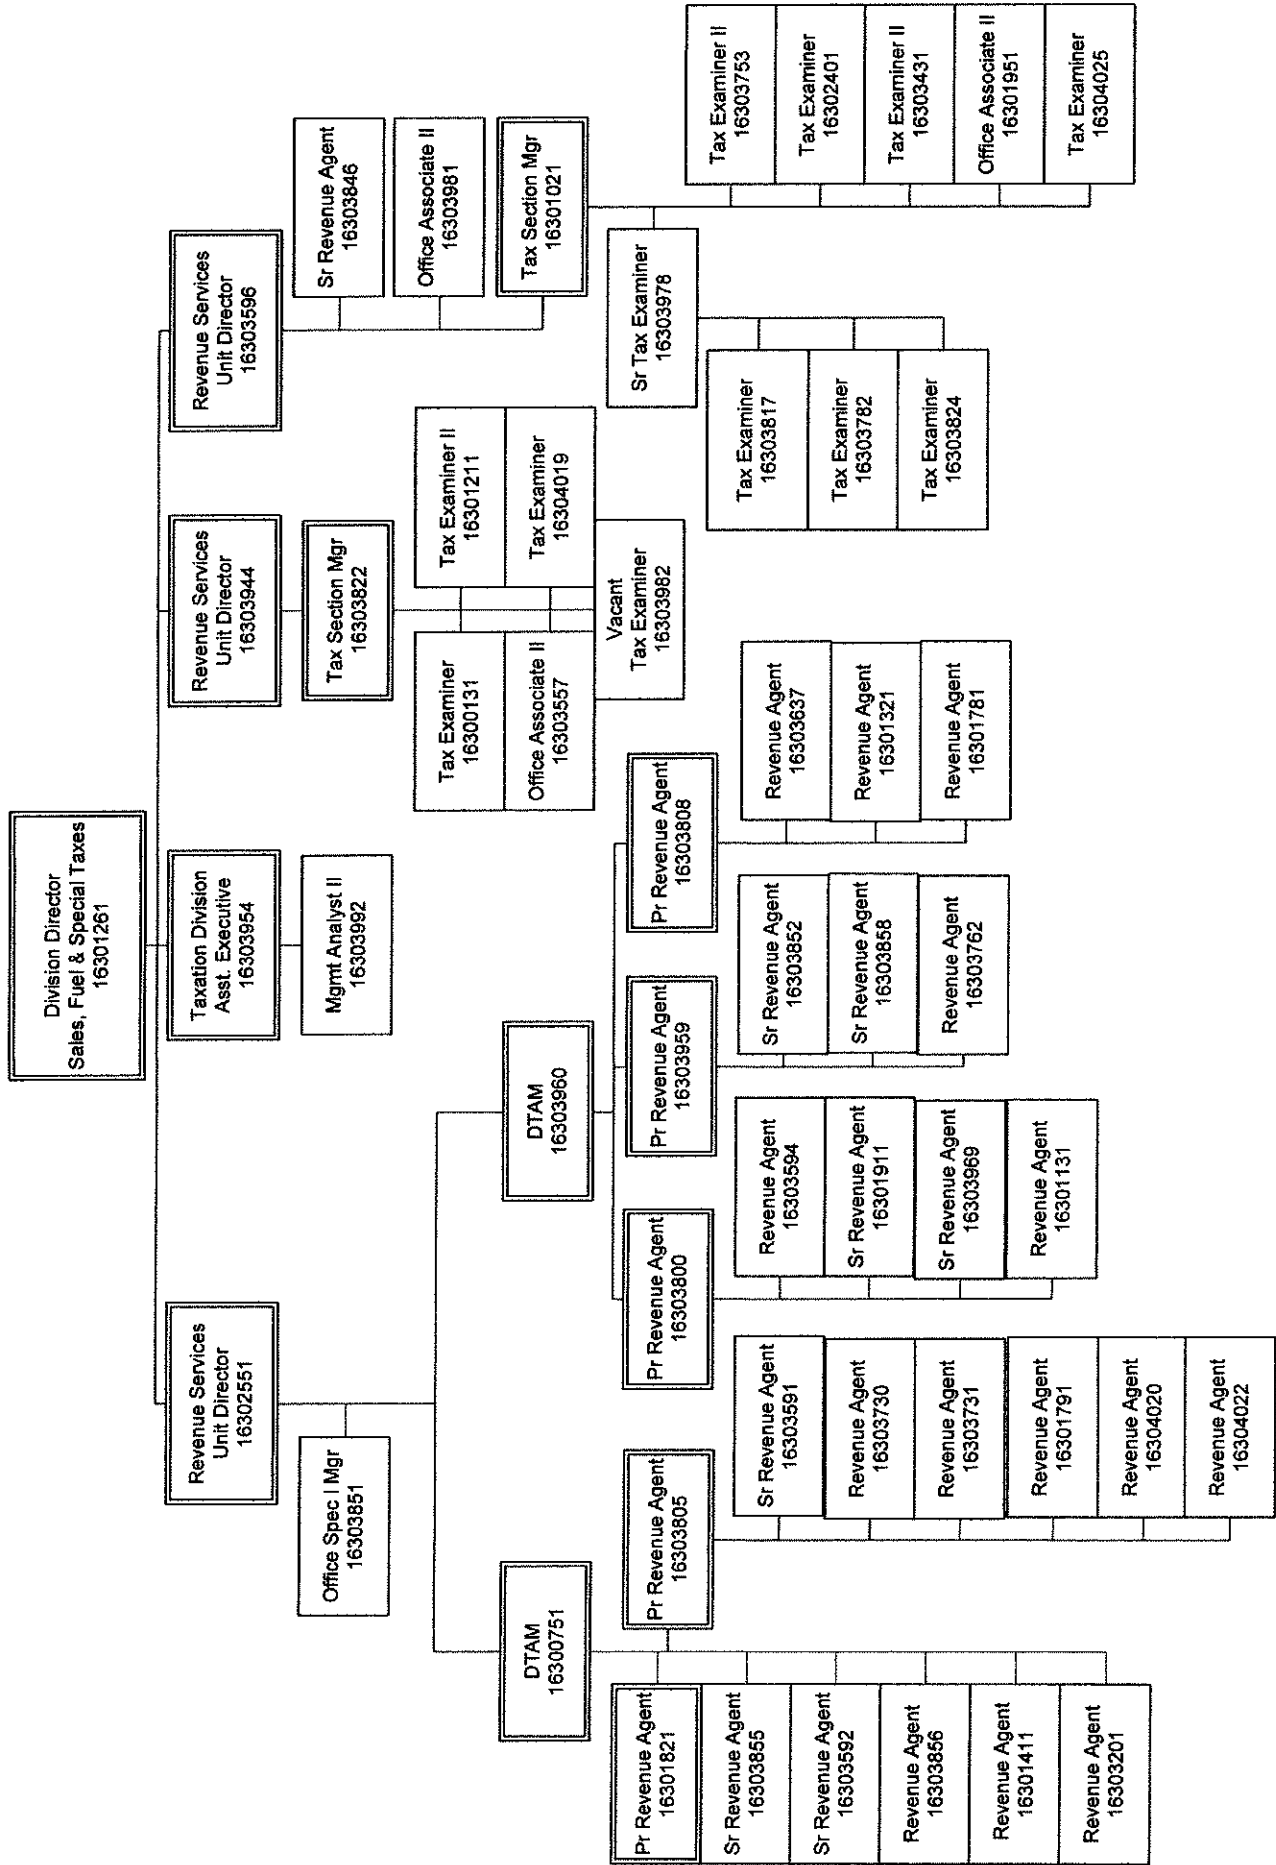 Division Director
Sales, Fuel & Special Taxes
16301261
Revenue Services
Unit Director
16302551
Taxation Division
Asst. Executive
16303954
Revenue Services
Unit Director
16303944
Revenue Services
Unit Director
16303596
Office Spec I Mgr
16303851
Mgmt Analyst II
16303992
Tax Section Mgr
16303822
Sr Revenue Agent
16303846
Office Associate II
16303981
Tax Section Mgr
16301021
DTAM
16300751
DTAM
16303960
Tax Examiner
16300131
Tax Examiner II
16301211
Office Associate II
16303557
Tax Examiner
16304019
Vacant
Tax Examiner
16303982
Pr Revenue Agent
16301821
Sr Revenue Agent
16303855
Sr Revenue Agent
16303592
Revenue Agent
16303856
Revenue Agent
16301411
Revenue Agent
16303201
Pr Revenue Agent
16303805
Sr Revenue Agent
16303591
Revenue Agent
16303730
Revenue Agent
16303731
Revenue Agent
16301791
Revenue Agent
16304020
Revenue Agent
16304022
Pr Revenue Agent
16303800
Revenue Agent
16303594
Sr Revenue Agent
16301911
Sr Revenue Agent
16303969
Revenue Agent
16301131
Pr Revenue Agent
16303959
Sr Revenue Agent
16303852
Sr Revenue Agent
16303858
Revenue Agent
16303762
Pr Revenue Agent
16303808
Revenue Agent
16303637
Revenue Agent
16301321
Revenue Agent
16301781
Sr Tax Examiner
16303978
Tax Examiner
16303817
Tax Examiner
16303782
Tax Examiner
16303824
Tax Examiner II
16303753
Tax Examiner
16302401
Tax Examiner II
16303431
Office Associate II
16301951
Tax Examiner
16304025